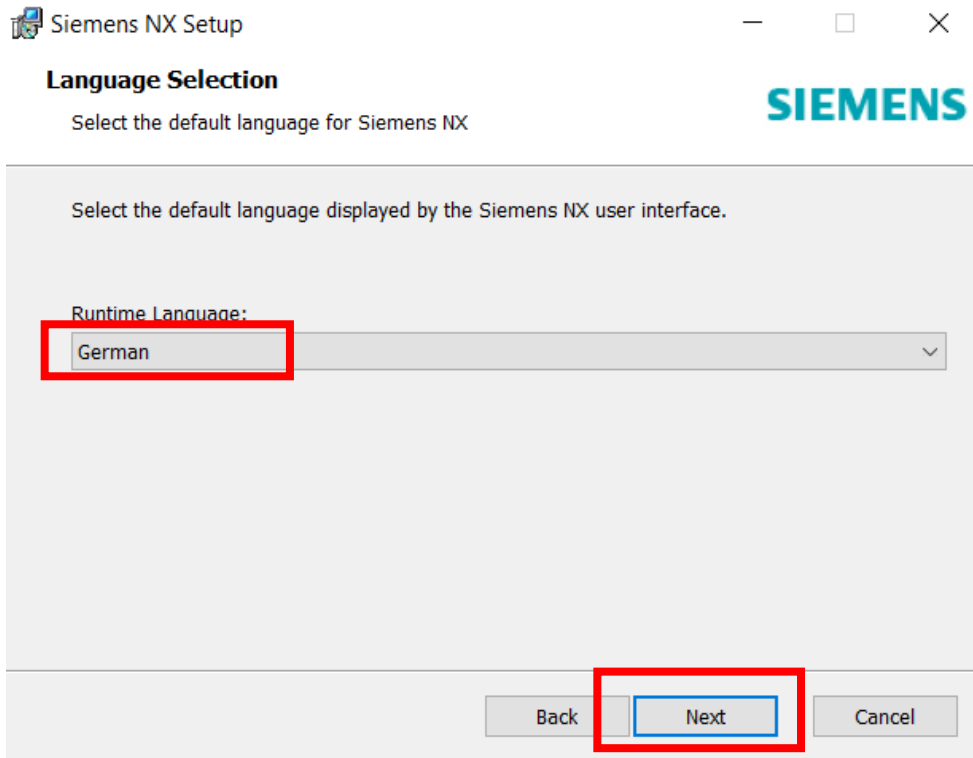 Siemens NX Setup
Language Selection
SIEMENS
Select the default language for Siemens NX
Select the default language displayed by the Siemens NX user interface.
Runtime Language:
German
Back Next Cancel